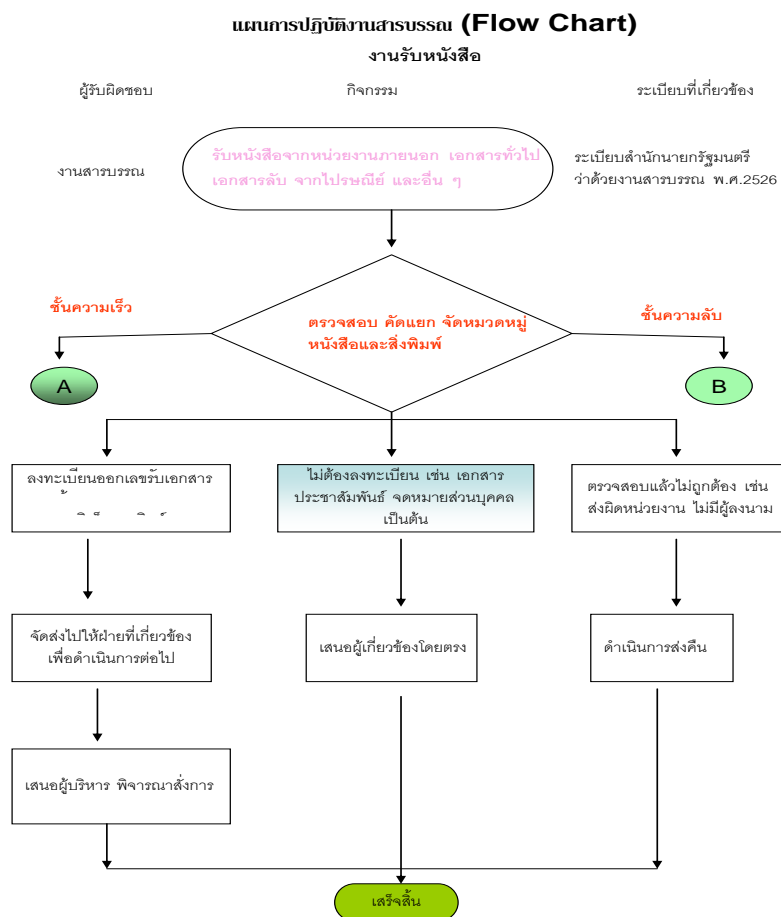 แผนการปฏิบัติงานสารบรรณ (Flow Chart)
งานรับหนังสือ
ผู้รับผิดชอบ
กิจกรรม
ระเบียบที่เกี่ยวข้อง
งานสารบรรณ
รับหนังสือจากหน่วยงานภายนอก เอกสารทั่วไป
เอกสารลับ จากไปรษณีย์ และอื่น ๆ
ระเบียบสำนักนายกรัฐมนตรี
ว่าด้วยงานสารบรรณ พ.ศ.2526
ชั้นความเร็ว
ตรวจสอบ คัดแยก จัดหมวดหมู่
หนังสือและสิ่งพิมพ์
ชั้นความลับ
A
B
ลงทะเบียนออกเลขรับเอกสาร
ไม่ต้องลงทะเบียน เช่น เอกสาร
ประชาสัมพันธ์ จดหมายส่วนบุคคล
เป็นต้น
ตรวจสอบแล้วไม่ถูกต้อง เช่น
ส่งผิดหน่วยงาน ไม่มีผู้ลงนาม
จัดส่งไปให้ฝ่ายที่เกี่ยวข้อง
เพื่อดำเนินการต่อไป
เสนอผู้เกี่ยวข้องโดยตรง
ดำเนินการส่งคืน
เสนอผู้บริหาร พิจารณาสั่งการ
เสร็จสิ้น